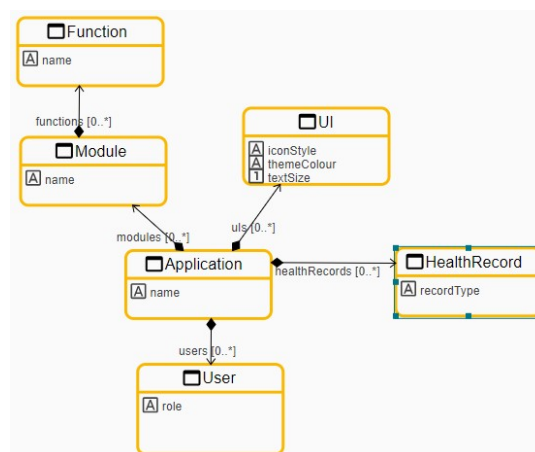 Function
A name
functions [0..*]
Module
A name
UI
A iconStyle
A themeColour
1 textSize
modules [0..*]
uIs [0..*]
Application
A name
healthRecords [0..*]
HealthRecord
A recordType
users [0..*]
User
A role